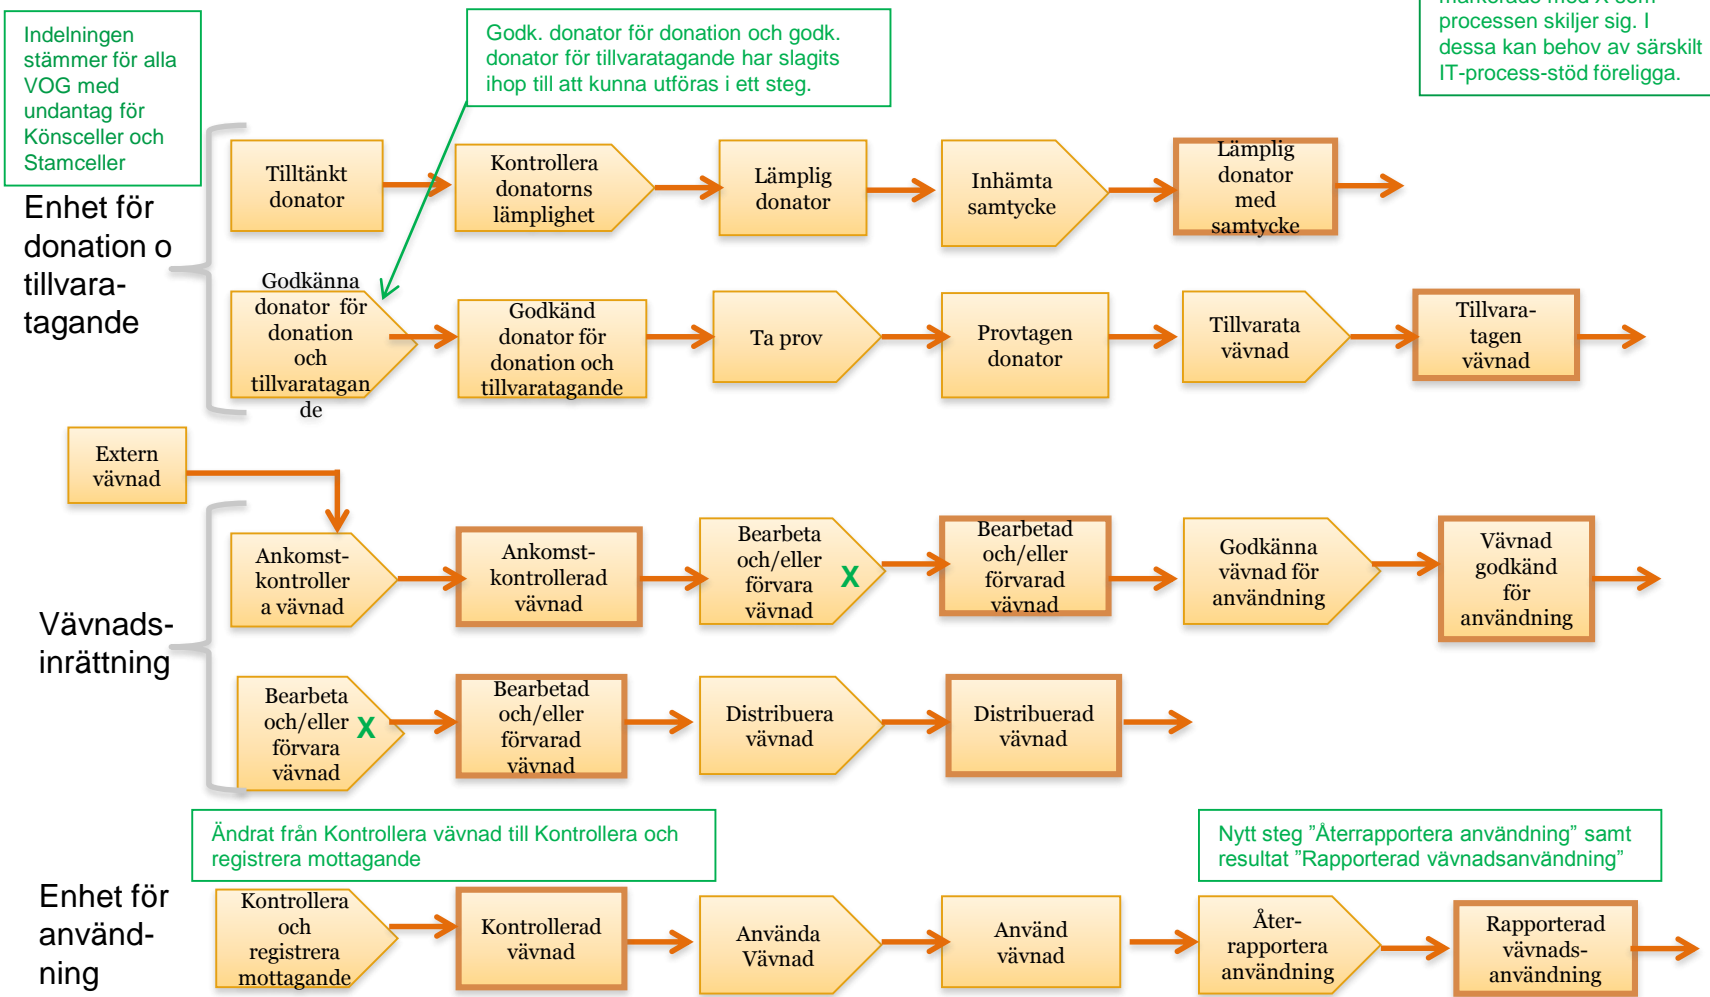 Indelningen
stämmer för alla
VOG med
undantag för
Könsceller och
Stamceller
Godk. donator för donation och godk.
donator för tillvaratagande har slagits
ihop till att kunna utföras i ett steg.
processen skiljer sig. I
dessa kan behov av särskilt
IT-process-stöd föreligga.
Enhet för
donation o
tillvara-
tagande
Tilltänkt
donator
Kontrollera
donatorns
lämplighet
Lämplig
donator
Inhämta
samtycke
Lämplig
donator
med
samtycke
Godkänna
donator för
donation
och
tillvaratagan
de
Godkänd
donator för
donation och
tillvaratagande
Ta prov
Provtagen
donator
Tillvarata
vävnad
Tillvara-
tagen
vävnad
Extern
vävnad
Vävnads-
inrättning
Ankomst-
kontroller
a vävnad
Ankomst-
kontrollerad
vävnad
Bearbeta
och/eller
förvara
vävnad
X
Bearbetad
och/eller
förvarad
vävnad
Godkänna
vävnad för
användning
Vävnad
godkänd
för
användning
Bearbeta
och/eller
förvara
vävnad
X
Bearbetad
och/eller
förvarad
vävnad
Distribuera
vävnad
Distribuerad
vävnad
Ändrat från Kontrollera vävnad till Kontrollera och
registrera mottagande
Nytt steg ”Återrapportera användning” samt
resultat ”Rapporterad vävnadsanvändning”
Enhet för
använd-
ning
Kontrollera
och
registrera
mottagande
Kontrollerad
vävnad
Använda
Vävnad
Använd
vävnad
Åter-
rapportera
användning
Rapporterad
vävnads-
användning